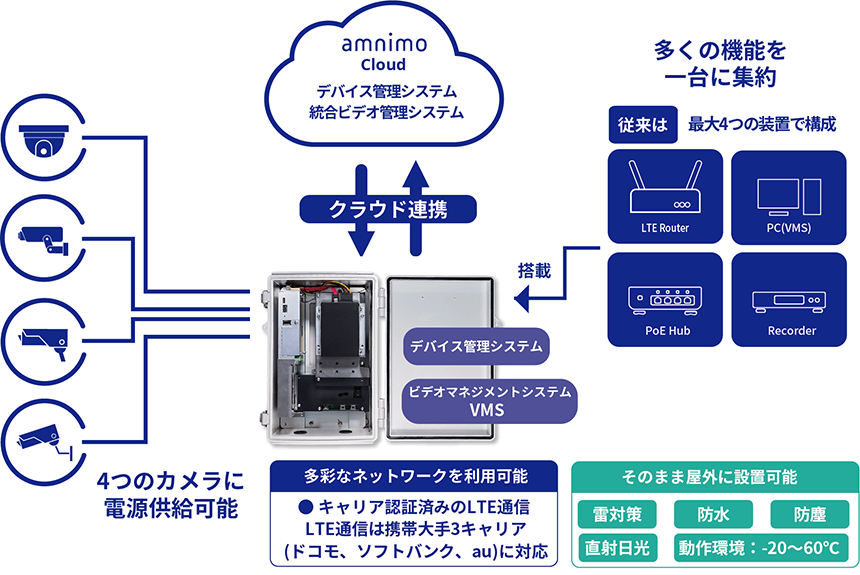 amnimo
Cloud
デバイス管理システム
統合ビデオ管理システム
クラウド連携
多くの機能を
一台に集約
従来は
最大4つの装置で構成
LTE Router
PC(VMS)
PoE Hub
Recorder
搭載
デバイス管理システム
ビデオマネジメントシステム
VMS
4つのカメラに
電源供給可能
多彩なネットワークを利用可能
● キャリア認証済みのLTE通信
LTE通信は携帯大手3キャリア
(ドコモ、ソフトバンク、au)に対応
そのまま屋外に設置可能
雷対策
防水
防塵
直射日光
動作環境：-20～60℃